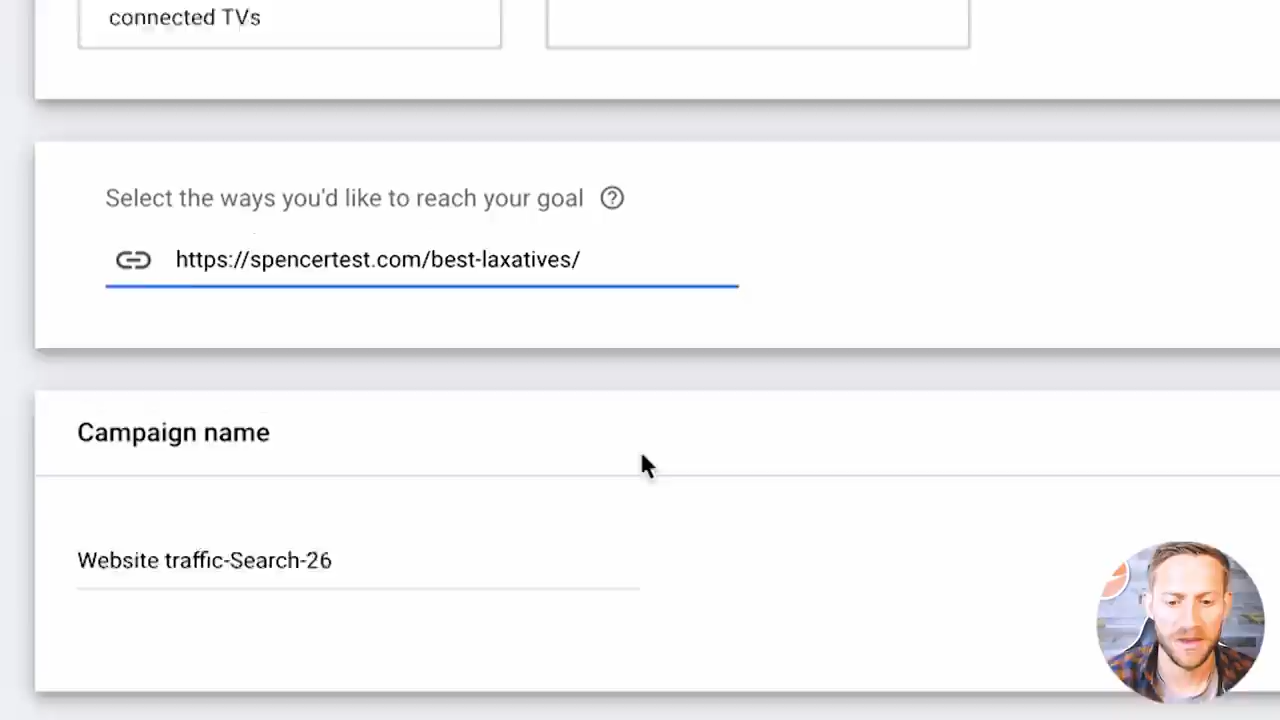 connected TVs
Select the ways you'd like to reach your goal
https://spencertest.com/best-laxatives/
Campaign name
Website traffic-Search-26